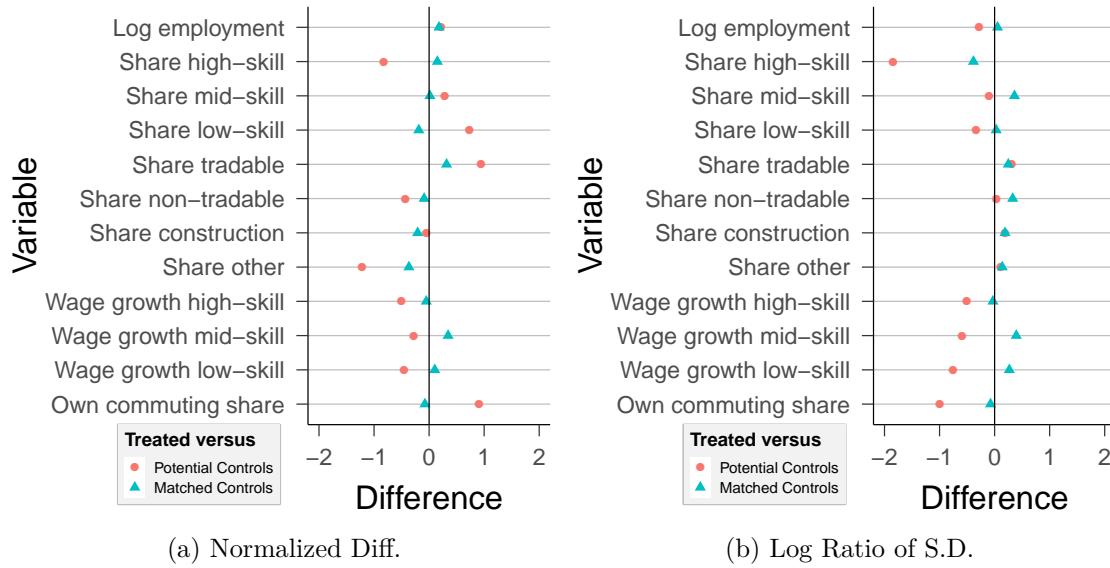 Variable
Log employment
Share high−skill
Share mid−skill
Share low−skill
Share tradable
Share non−tradable
Share construction
Share other
Wage growth high−skill
Wage growth mid−skill
Wage growth low−skill
Own commuting share
Treated versus
Potential Controls
Matched Controls
−2 −1 0 1 2
Difference
(a) Normalized Diff.
Variable
Log employment
Share high−skill
Share mid−skill
Share low−skill
Share tradable
Share non−tradable
Share construction
Share other
Wage growth high−skill
Wage growth mid−skill
Wage growth low−skill
Own commuting share
Treated versus
Potential Controls
Matched Controls
−2 −1 0 1 2
Difference
(b) Log Ratio of S.D.